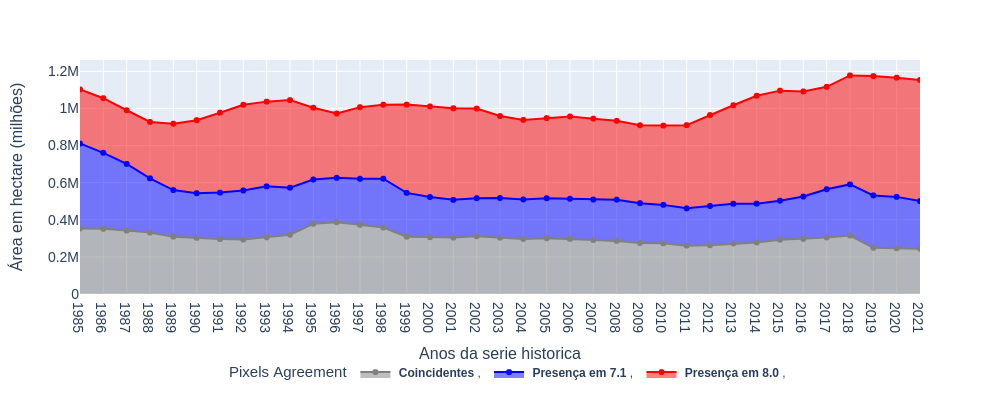 Área em hectare (milhões)
1.2M
1M
0.8M
0.6M
0.4M
0.2M
0
1985 1986 1987 1988 1989 1990 1991 1992 1993 1994 1995 1996 1997 1998 1999 2000 2001 2002 2003 2004 2005 2006 2007 2008 2009 2010 2011 2012 2013 2014 2015 2016 2017 2018 2019 2020 2021
Anos da serie historica
Pixels Agreement Coincidentes , Presença em 7.1 , Presença em 8.0 ,